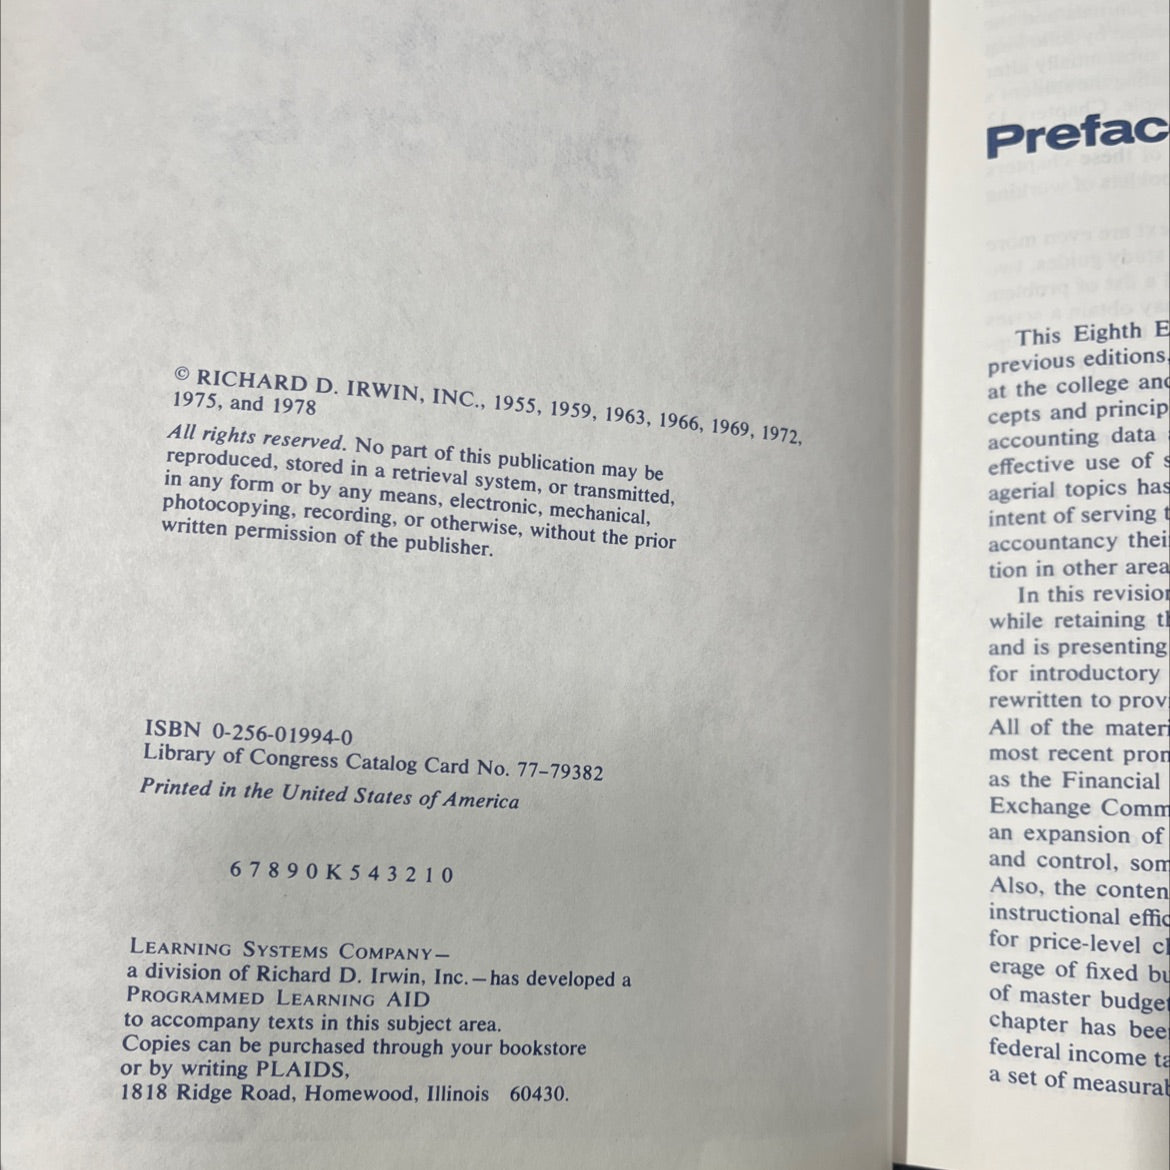 © RICHARD D. IRWIN, INC., 1955, 1959, 1963, 1966, 1969, 1972,
1975, and 1978
All rights reserved. No part of this publication may be
reproduced, stored in a retrieval system, or transmitted,
in any form or by any means, electronic, mechanical,
photocopying, recording, or otherwise, without the prior
written permission of the publisher.
ISBN 0-256-01994-0
Library of Congress Catalog Card No. 77–79382
Printed in the United States of America
6 7 8 9 0 K 5 4 3 2 1 0
LEARNING SYSTEMS COMPANY—
a division of Richard D. Irwin, Inc.—has developed a
PROGRAMMED LEARNING AID
to accompany texts in this subject area.
Copies can be purchased through your bookstore
or by writing PLAIDS,
1818 Ridge Road, Homewood, Illinois 60430.
Prefac
This Eighth E
previous editions,
at the college and
cepts and princip
accounting data
effective use of s
agerial topics has
intent of serving t
accountancy thei
tion in other area
In this revision
while retaining th
and is presenting
for introductory
rewritten to prov
All of the materi
most recent pron
as the Financial
Exchange Comm
an expansion of
and control, som
Also, the conten
instructional effic
for price-level cl
erage of fixed bu
of master budget
chapter has bee
federal income ta
a set of measural